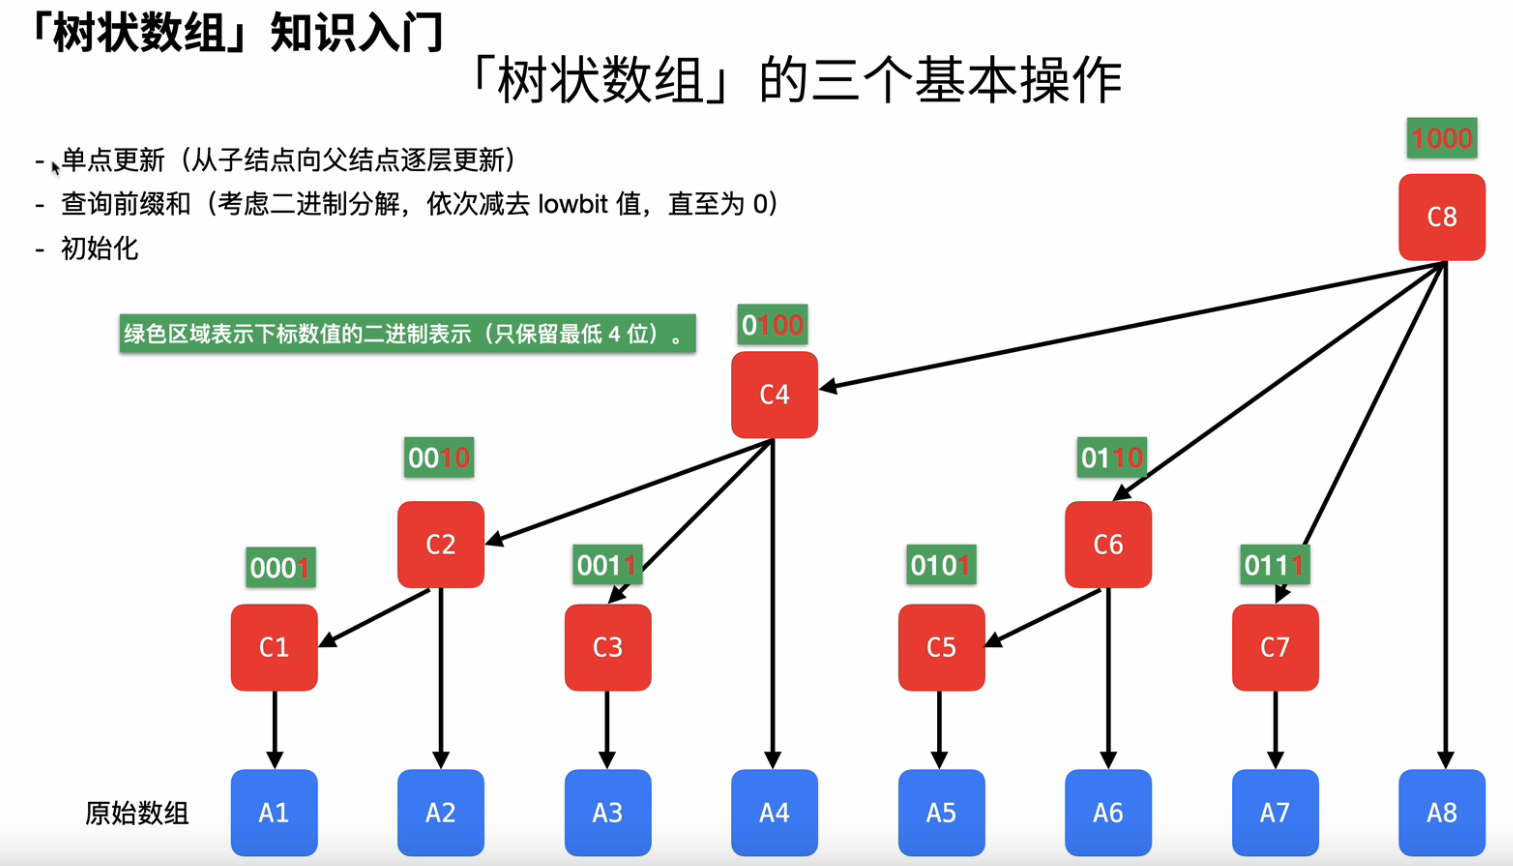 「树状数组」知识入门
「树状数组」的三个基本操作
- 单点更新（从子结点向父结点逐层更新）
- 查询前缀和（考虑二进制分解，依次减去 lowbit 值，直至为 0）
- 初始化
绿色区域表示下标数值的二进制表示（只保留最低 4 位）。
1000
C8
0100
C4
0010
0110
C2
C6
0001
0011
0101
0111
C1
C3
C5
C7
原始数组
A1
A2
A3
A4
A5
A6
A7
A8